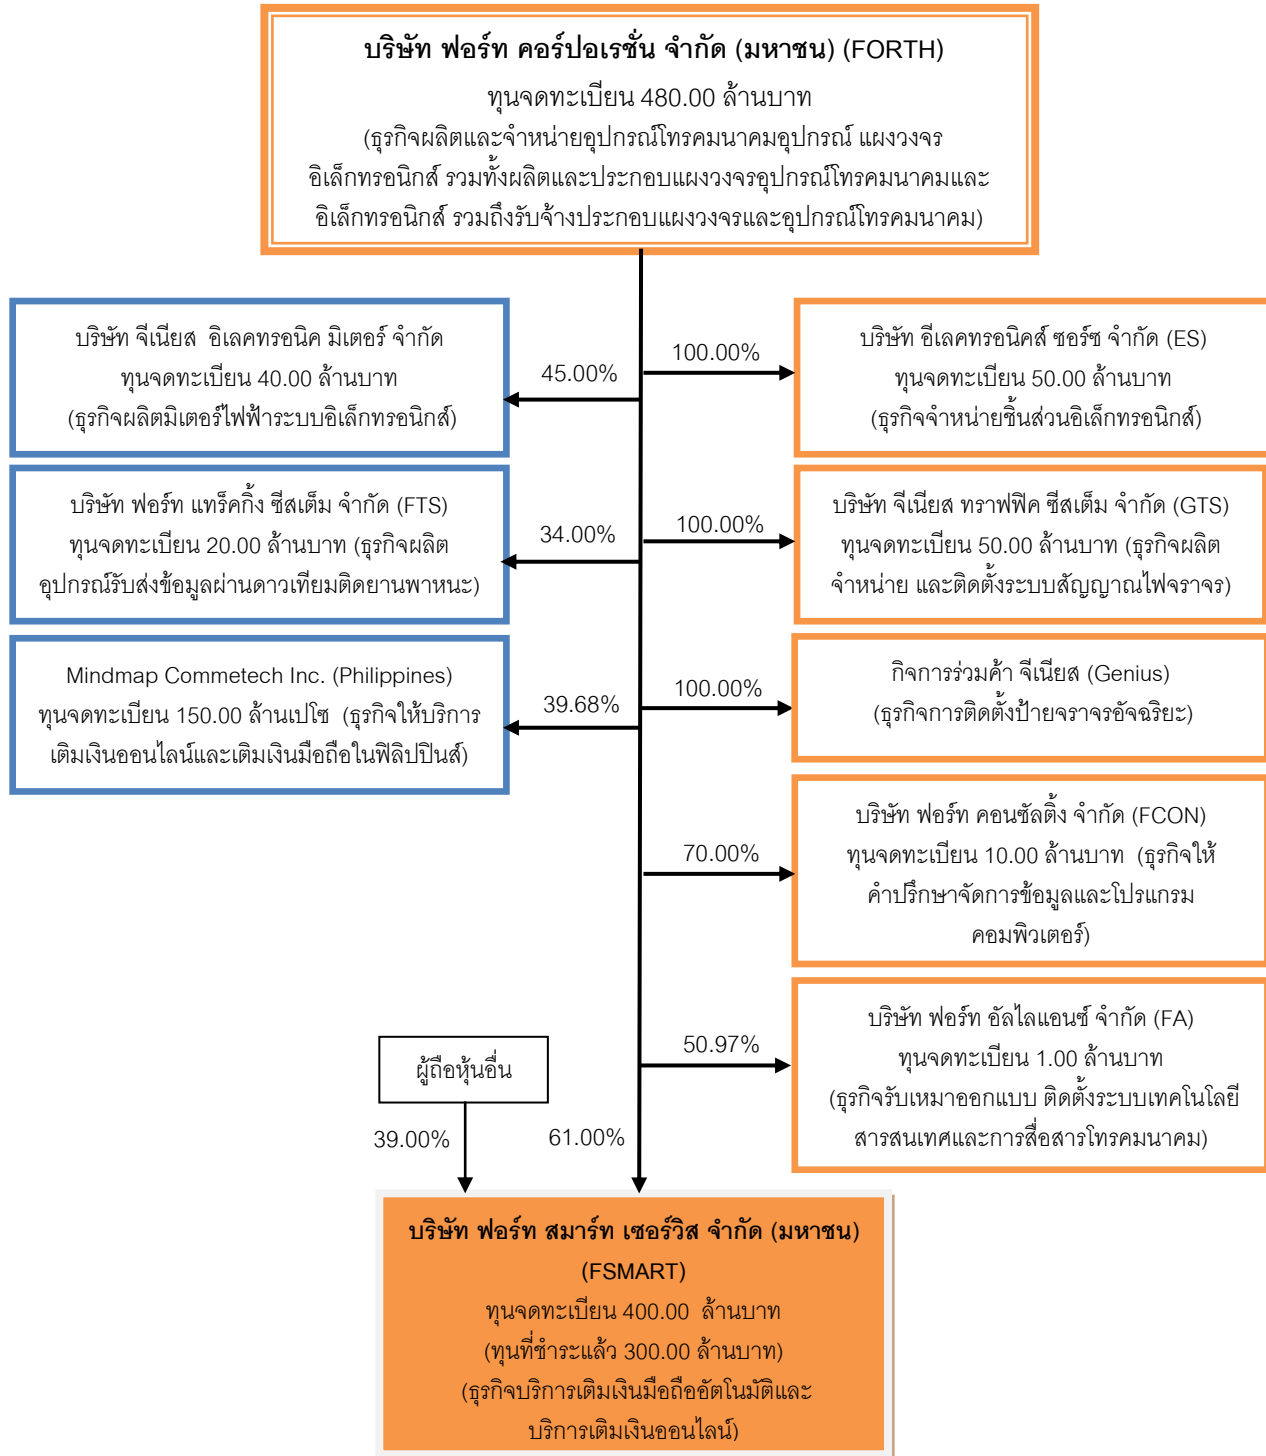 บริษัท ฟอร์ท คอร์ปอเรชั่น จำกัด (มหาชน) (FORTH)
ทุนจดทะเบียน 480.00 ล้านบาท
(ธุรกิจผลิตและจำหน่ายอุปกรณ์โทรคมนาคมอุปกรณ์ แผงวงจร
อิเล็กทรอนิกส์ รวมทั้งผลิตและประกอบแผงวงจรอุปกรณ์โทรคมนาคมและ
อิเล็กทรอนิกส์ รวมถึงรับจ้างประกอบแผงวงจรและอุปกรณ์โทรคมนาคม)
บริษัท จีเนียส อิเลคทรอนิค มิเตอร์ จำกัด
ทุนจดทะเบียน 40.00 ล้านบาท
(ธุรกิจผลิตมิเตอร์ไฟฟ้าระบบอิเล็กทรอนิกส์)
45.00%
100.00%
บริษัท อีเลคทรอนิคส์ ซอร์ซ จำกัด (ES)
ทุนจดทะเบียน 50.00 ล้านบาท
(ธุรกิจจำหน่ายชิ้นส่วนอิเล็กทรอนิกส์)
บริษัท ฟอร์ท แทร็คกิ้ง ซีสเต็ม จำกัด (FTS)
ทุนจดทะเบียน 20.00 ล้านบาท (ธุรกิจผลิต
อุปกรณ์รับส่งข้อมูลผ่านดาวเทียมติดยานพาหนะ)
34.00%
100.00%
บริษัท จีเนียส ทราฟฟิค ซีสเต็ม จำกัด (GTS)
ทุนจดทะเบียน 50.00 ล้านบาท (ธุรกิจผลิต
จำหน่าย และติดตั้งระบบสัญญาณไฟจราจร)
Mindmap Commetech Inc. (Philippines)
ทุนจดทะเบียน 150.00 ล้านเปโซ (ธุรกิจให้บริการ
เติมเงินออนไลน์และเติมเงินมือถือในฟิลิปปินส์)
39.68%
100.00%
กิจการร่วมค้า จีเนียส (Genius)
(ธุรกิจการติดตั้งป้ายจราจรอัจฉริยะ)
70.00%
บริษัท ฟอร์ท คอนซัลติ้ง จำกัด (FCON)
ทุนจดทะเบียน 10.00 ล้านบาท (ธุรกิจให้
คำปรึกษาจัดการข้อมูลและโปรแกรม
คอมพิวเตอร์)
50.97%
บริษัท ฟอร์ท อัลไลแอนซ์ จำกัด (FA)
ทุนจดทะเบียน 1.00 ล้านบาท
(ธุรกิจรับเหมาออกแบบ ติดตั้งระบบเทคโนโลยี
สารสนเทศและการสื่อสารโทรคมนาคม)
ผู้ถือหุ้นอื่น
39.00%
61.00%
บริษัท ฟอร์ท สมาร์ท เซอร์วิส จำกัด (มหาชน)
(FSMART)
ทุนจดทะเบียน 400.00 ล้านบาท
(ทุนที่ชำระแล้ว 300.00 ล้านบาท)
(ธุรกิจบริการเติมเงินมือถืออัตโนมัติและ
บริการเติมเงินออนไลน์)